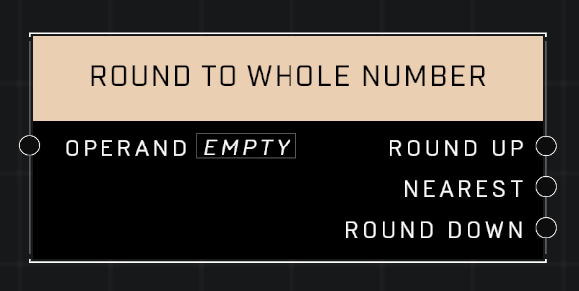 ROUND TO WHOLE NUMBER
OPERAND EMPTY ROUND UP
NEAREST
ROUND DOWN